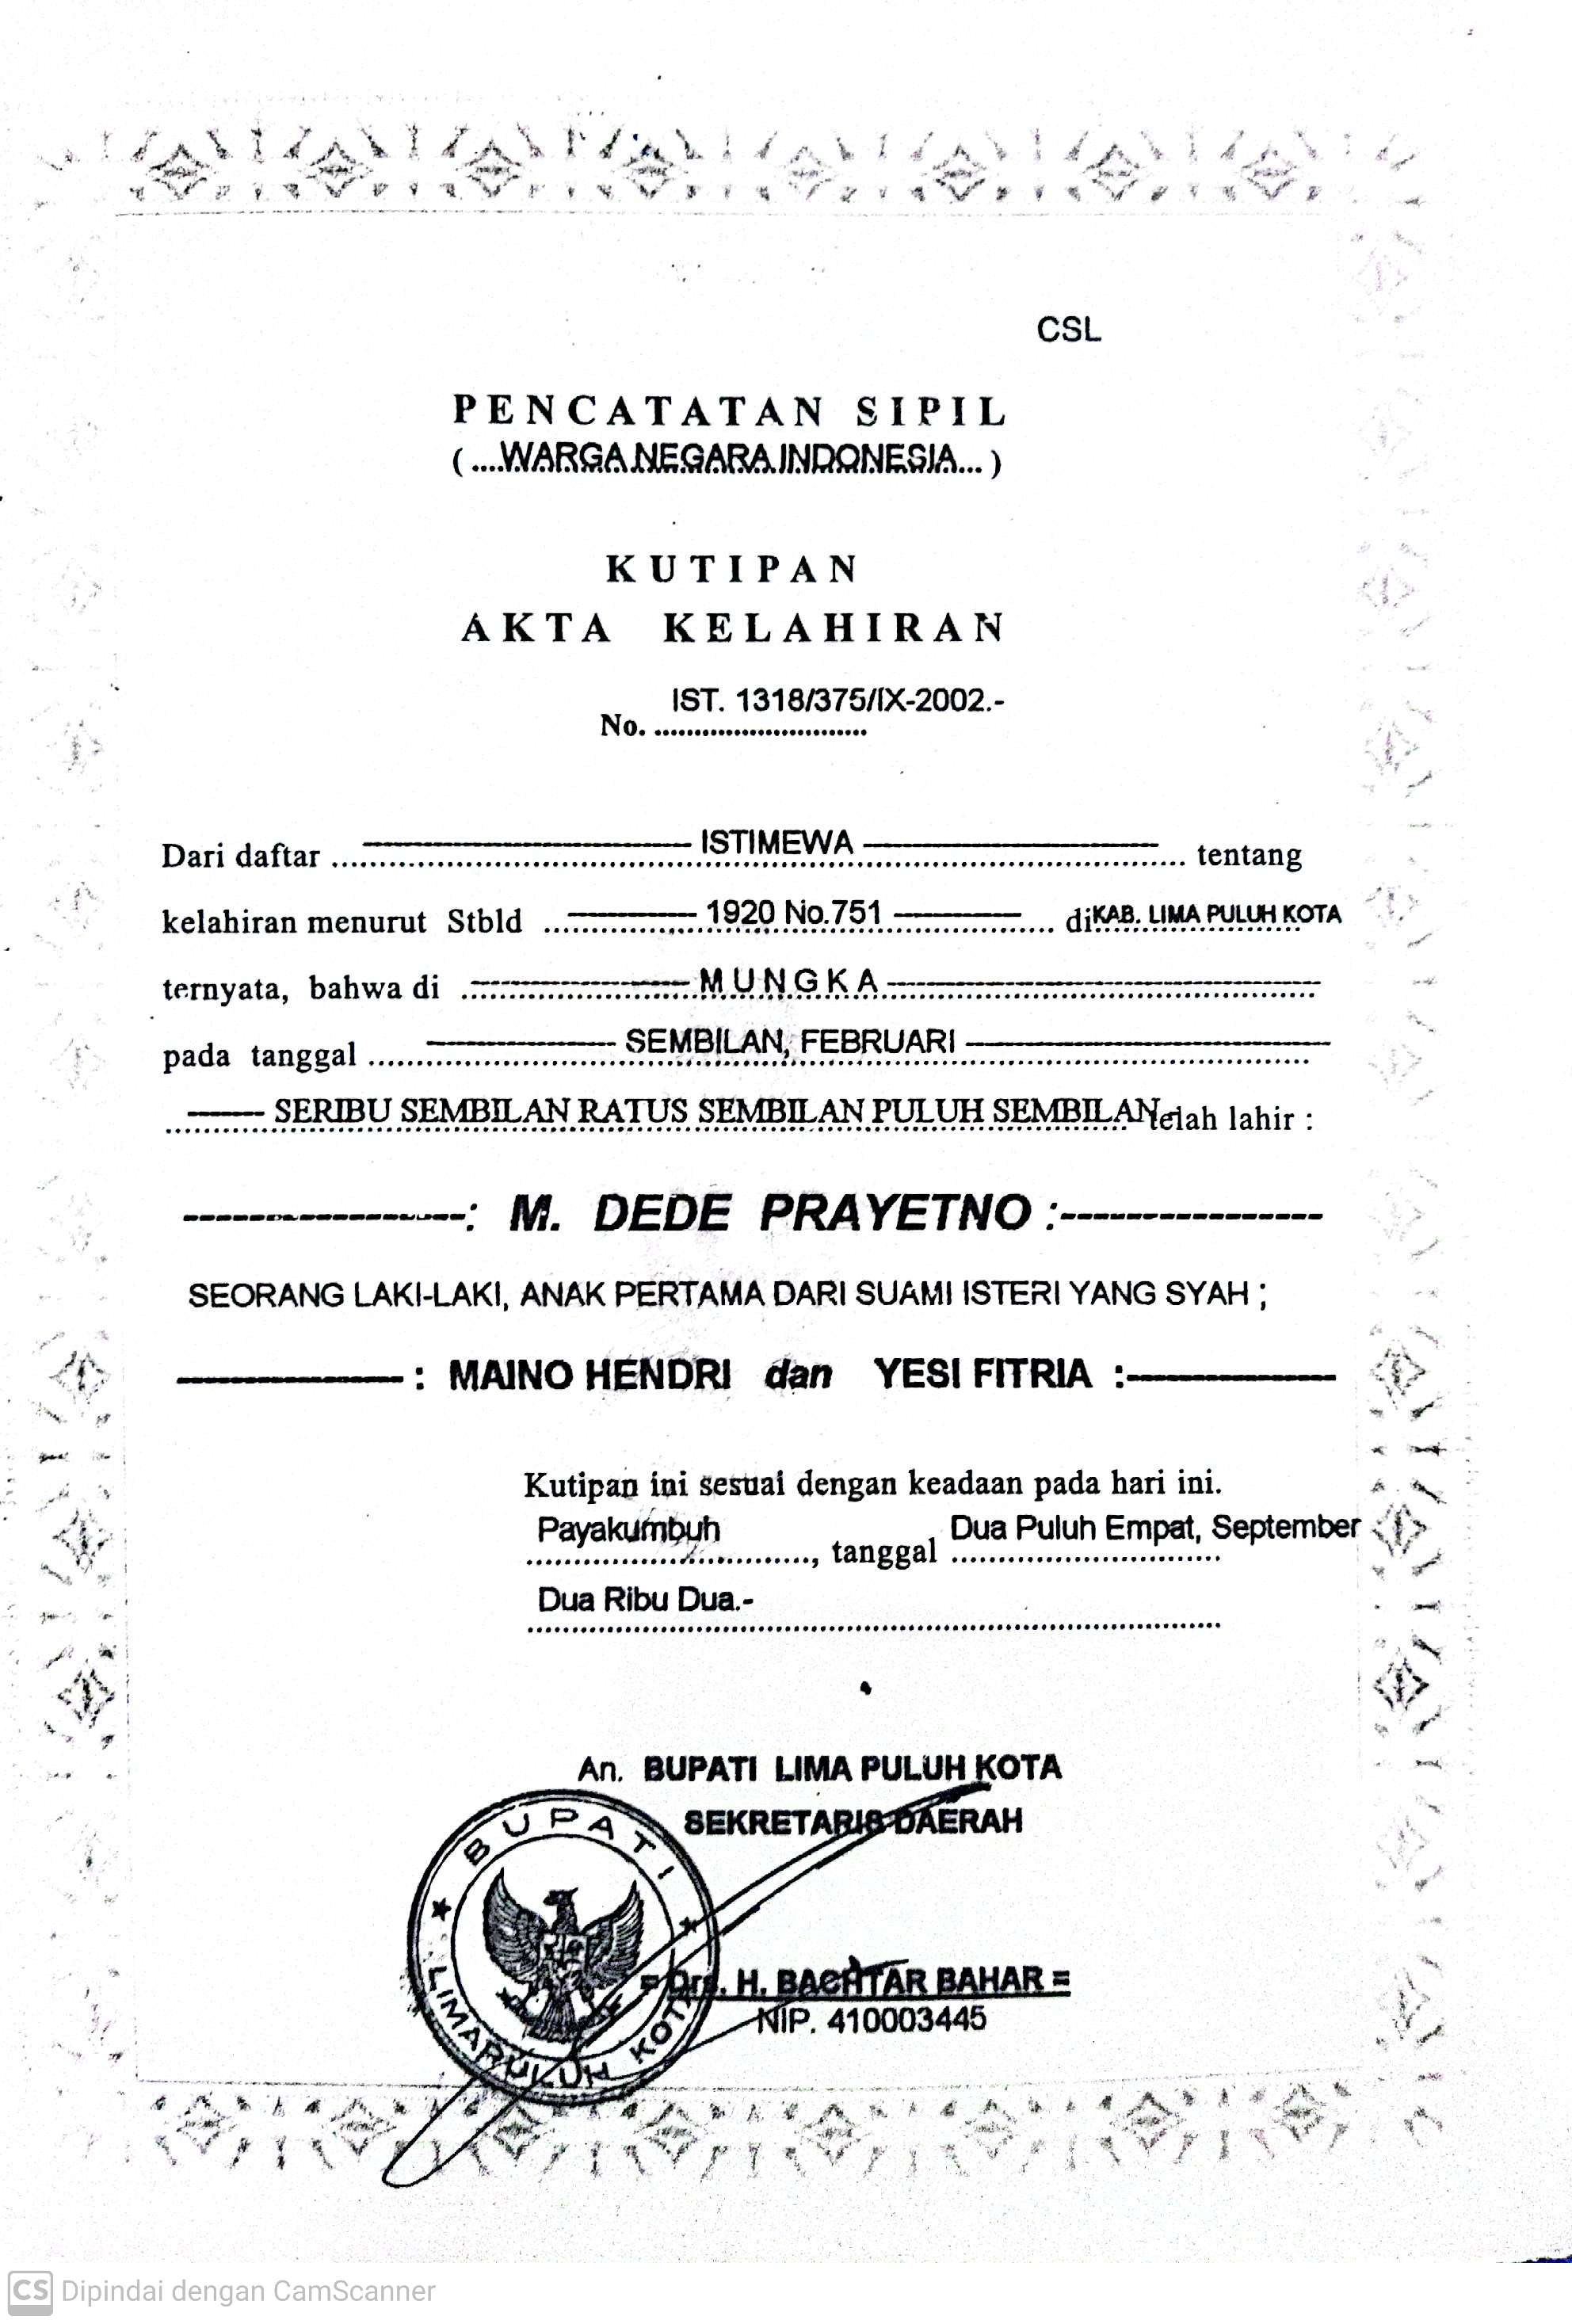 CSL
PENCATATAN SIPIL
(....WARGA NEGARA INDONESIA...)
KUTIPAN
AKTA KELAHIRAN
IST. 1318/375/IX-2002.-
No. ...........................
Dari daftar ISTIMEWA tentang
kelahiran menurut Stbld 1920 No.751 di KAB. LIMA PULUH KOTA
ternyata, bahwa di MUNGKA
pada tanggal SEMBILAN, FEBRUARI
SERIBU SEMBILAN RATUS SEMBILAN PULUH SEMBILAN telah lahir :
: M. DEDE PRAYETNO :
SEORANG LAKI-LAKI, ANAK PERTAMA DARI SUAMI ISTERI YANG SYAH ;
: MAINO HENDRI dan YESI FITRIA :
Kutipan ini sesuai dengan keadaan pada hari ini.
Payakumbuh, tanggal Dua Puluh Empat, September
Dua Ribu Dua.-
An. BUPATI LIMA PULUH KOTA
SEKRETARIS DAERAH
BUPATI
LIMAPULUH KOTA
= Drs. H. BACHTAR BAHAR =
NIP. 410003445
CS Dipindai dengan CamScanner